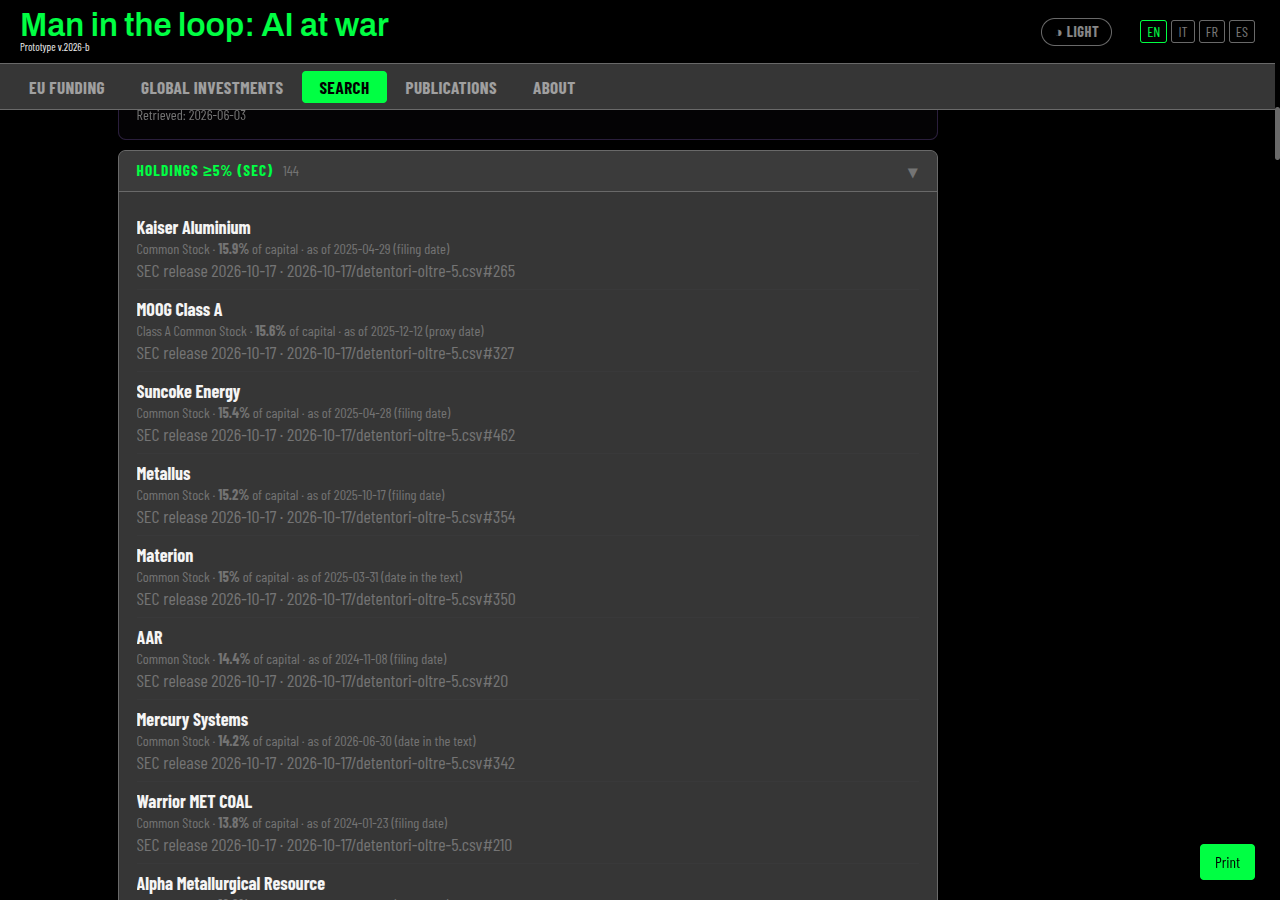 Man in the loop: AI at war
Prototype v.2026-b
LIGHT
EN IT FR ES
EU FUNDING GLOBAL INVESTMENTS SEARCH PUBLICATIONS ABOUT
Retrieved: 2026-06-03
HOLDINGS ≥5% (SEC) 144
Kaiser Aluminium
Common Stock · 15.9% of capital · as of 2025-04-29 (filing date)
SEC release 2026-10-17 · 2026-10-17/detentori-oltre-5.csv#265
MOOG Class A
Class A Common Stock · 15.6% of capital · as of 2025-12-12 (proxy date)
SEC release 2026-10-17 · 2026-10-17/detentori-oltre-5.csv#327
Suncoke Energy
Common Stock · 15.4% of capital · as of 2025-04-28 (filing date)
SEC release 2026-10-17 · 2026-10-17/detentori-oltre-5.csv#462
Metallus
Common Stock · 15.2% of capital · as of 2025-10-17 (filing date)
SEC release 2026-10-17 · 2026-10-17/detentori-oltre-5.csv#354
Materion
Common Stock · 15% of capital · as of 2025-03-31 (date in the text)
SEC release 2026-10-17 · 2026-10-17/detentori-oltre-5.csv#350
AAR
Common Stock · 14.4% of capital · as of 2024-11-08 (filing date)
SEC release 2026-10-17 · 2026-10-17/detentori-oltre-5.csv#20
Mercury Systems
Common Stock · 14.2% of capital · as of 2026-06-30 (date in the text)
SEC release 2026-10-17 · 2026-10-17/detentori-oltre-5.csv#342
Warrior MET COAL
Common Stock · 13.8% of capital · as of 2024-01-23 (filing date)
SEC release 2026-10-17 · 2026-10-17/detentori-oltre-5.csv#210
Alpha Metallurgical Resource
Print